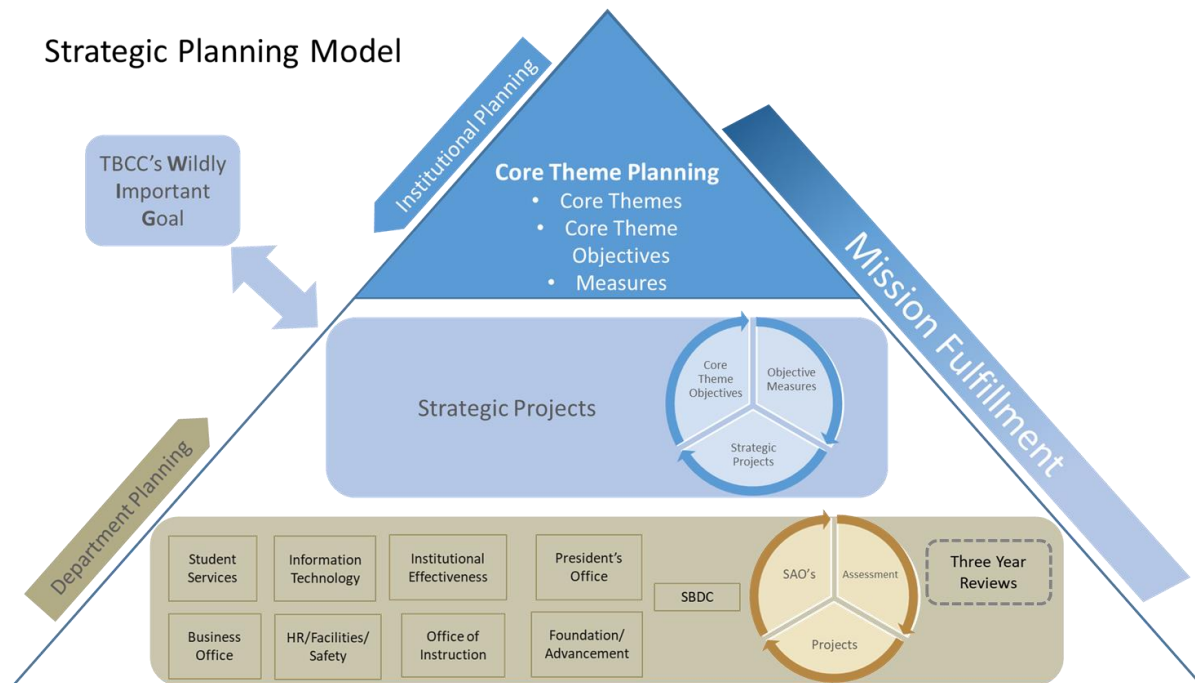 Strategic Planning Model
TBCC's Wildly
Important
Goal
Institutional Planning
Core Theme Planning
• Core Themes
• Core Theme
Objectives
• Measures
Mission Fulfillment
Strategic Projects
Core
Theme
Objectives
Objective
Measures
Strategic
Projects
Department Planning
Student
Services
Information
Technology
Institutional
Effectiveness
President's
Office
SBDC
Business
Office
HR/Facilities/
Safety
Office of
Instruction
Foundation/
Advancement
SAO's
Assessment
Projects
Three Year
Reviews